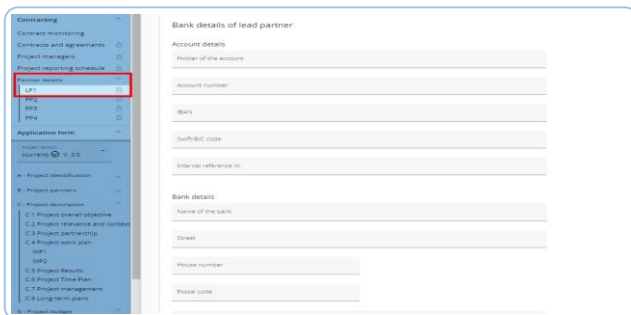 Contracting
Contract monitoring
Contracts and agreements
Project managers
Project reporting schedule
Partner details
LP1
PP2
PP3
PP4
Application form
Project version
(current) V. 3.0
A - Project identification
B - Project partners
C - Project description
C.1 Project overall objective
C.2 Project relevance and context
C.3 Project partnership
C.4 Project work plan
WP1
WP2
C.5 Project Results
C.6 Project Time Plan
C.7 Project management
C.8 Long-term plans
D - Project budget
Bank details of lead partner
Account details
Holder of the account
Account number
IBAN
Swift/BIC code
Internal reference nr.
Bank details
Name of the bank
Street
House number
Postal code